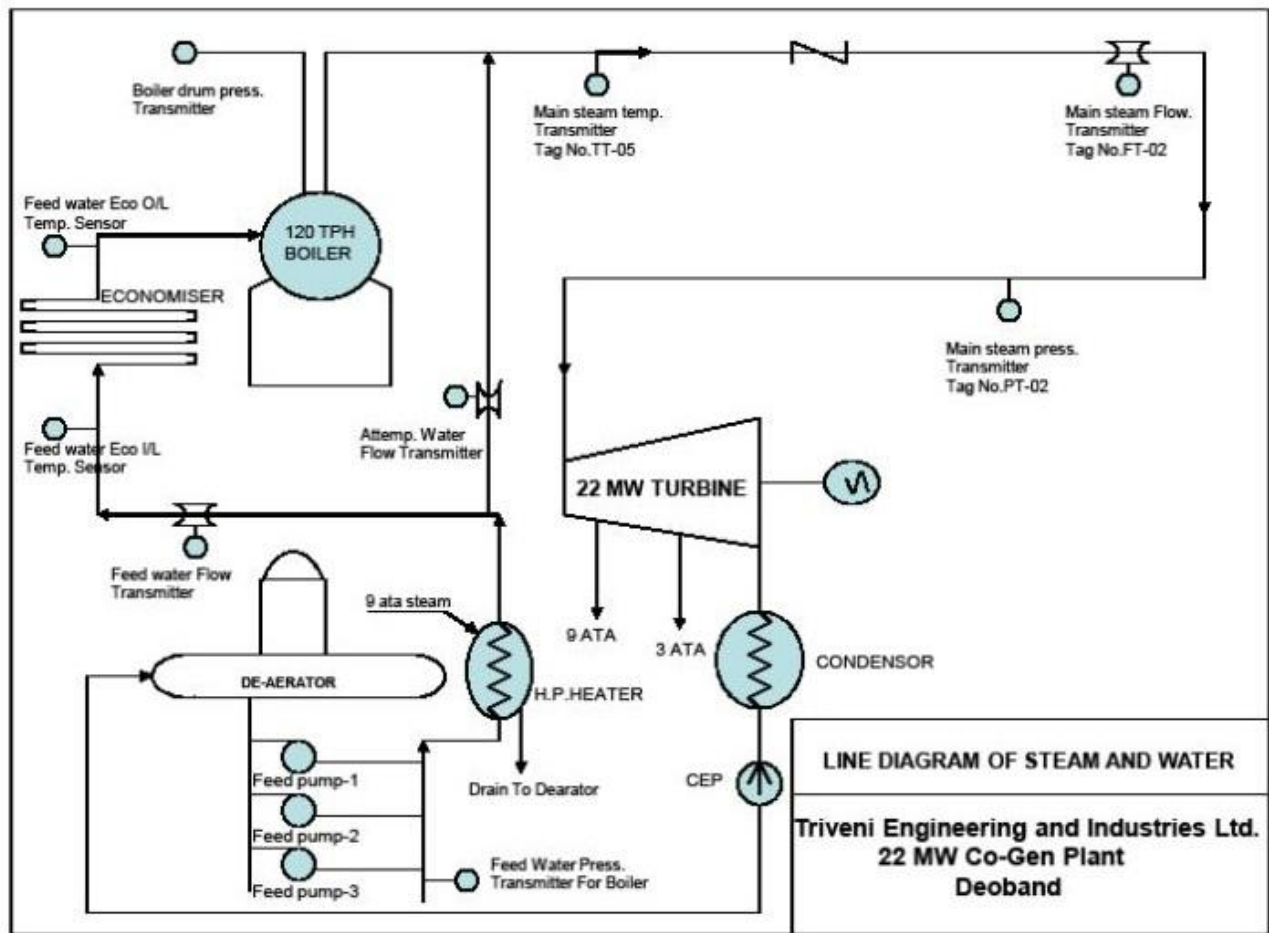 Boiler drum press.
Transmitter
Main steam temp.
Transmitter
Tag No.TT-05
Main steam Flow.
Transmitter
Tag No.FT-02
Feed water Eco O/L
Temp. Sensor
120 TPH
BOILER
ECONOMISER
Main steam press.
Transmitter
Tag No.PT-02
Attemp. Water
Flow Transmitter
Feed water Eco I/L
Temp. Sensor
22 MW TURBINE
Feed water Flow
Transmitter
9 ata steam
9 ATA
3 ATA
CONDENSOR
DE-AERATOR
H.P.HEATER
Feed pump-1
Drain To Dearator
CEP
Feed pump-2
Feed pump-3
Feed Water Press.
Transmitter For Boiler
LINE DIAGRAM OF STEAM AND WATER
Triveni Engineering and Industries Ltd.
22 MW Co-Gen Plant
Deoband